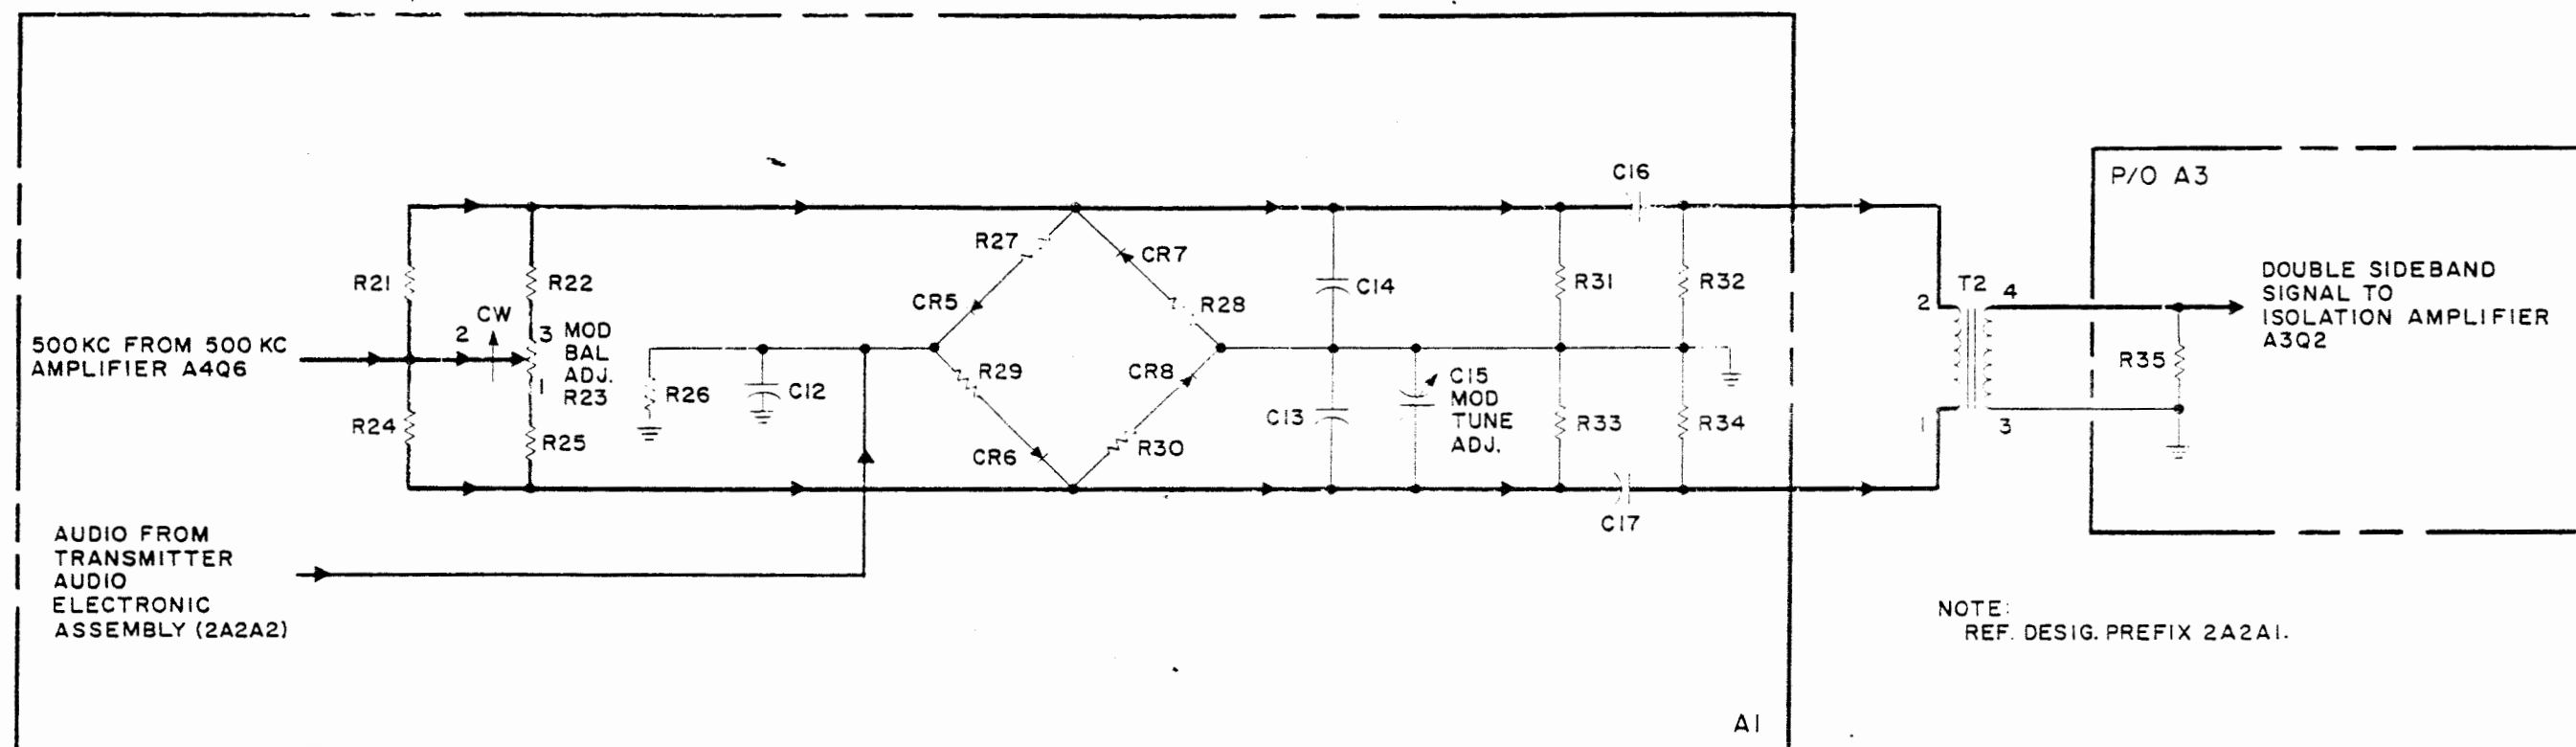 P/O A3
C16
R27
CR7
R21
R22
CR5
R28
C14
R31
R32
DOUBLE SIDEBAND
SIGNAL TO
ISOLATION AMPLIFIER
A3Q2
T2
2
4
CW
2
3
MOD
BAL
ADJ.
R23
1
500KC FROM 500 KC
AMPLIFIER A4Q6
R26
C12
R29
CR8
C15
MOD
TUNE
ADJ.
R35
R24
R25
CR6
R30
C13
R33
R34
1
3
C17
AUDIO FROM
TRANSMITTER
AUDIO
ELECTRONIC
ASSEMBLY (2A2A2)
NOTE:
REF. DESIG. PREFIX 2A2A1.
A1